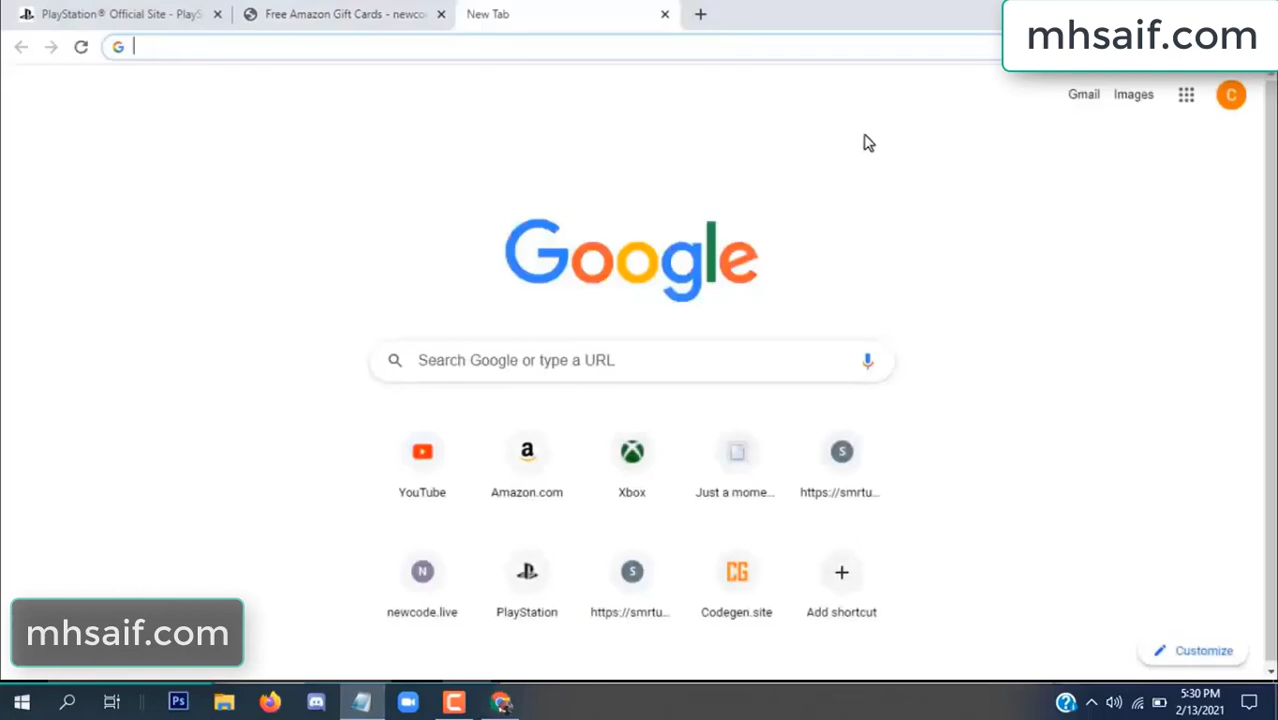 PlayStation® Official Site - PlayS
Free Amazon Gift Cards - newco
New Tab
mhsaif.com
Gmail
Images
C
Google
Search Google or type a URL
YouTube
Amazon.com
Xbox
Just a mome...
https://smrtu...
newcode.live
PlayStation
https://smrtu...
Codegen.site
Add shortcut
mhsaif.com
Customize
5:30 PM
2/13/2021